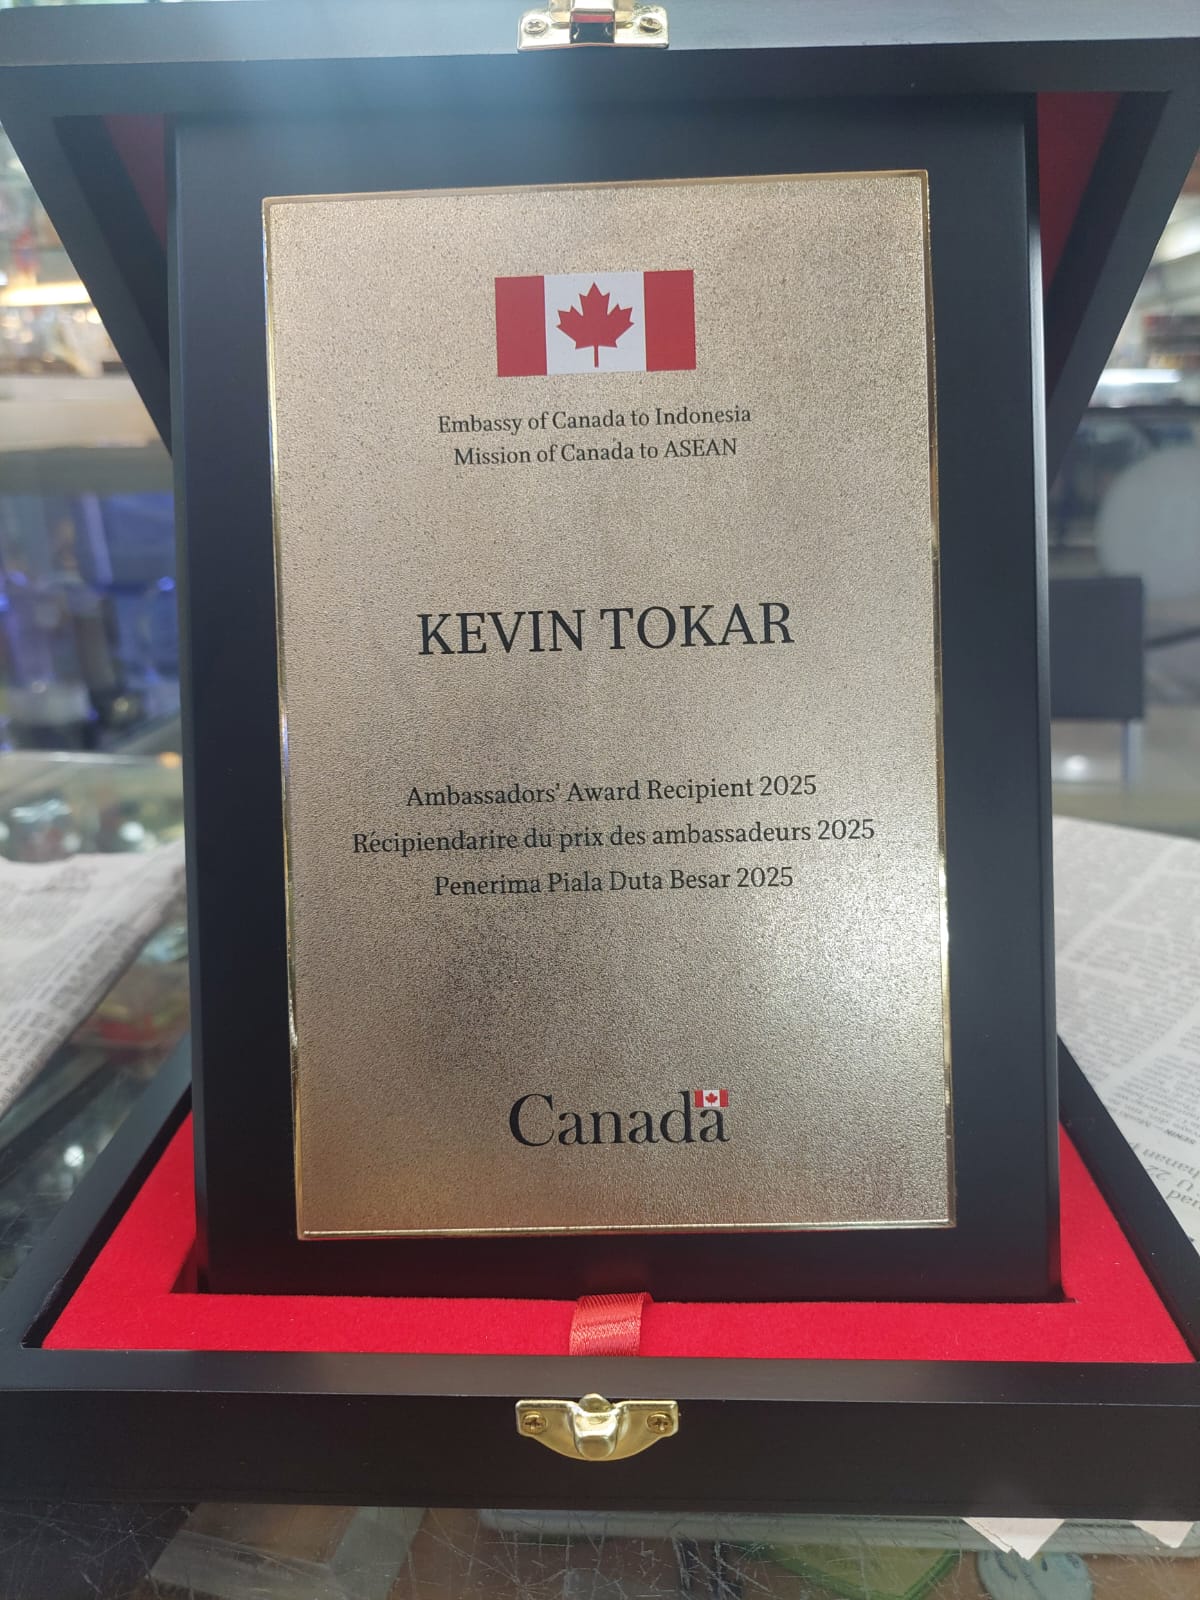 Embassy of Canada to Indonesia
Mission of Canada to ASEAN
KEVIN TOKAR
Ambassadors' Award Recipient 2025
Récipiendarire du prix des ambassadeurs 2025
Penerima Piala Duta Besar 2025
Canada